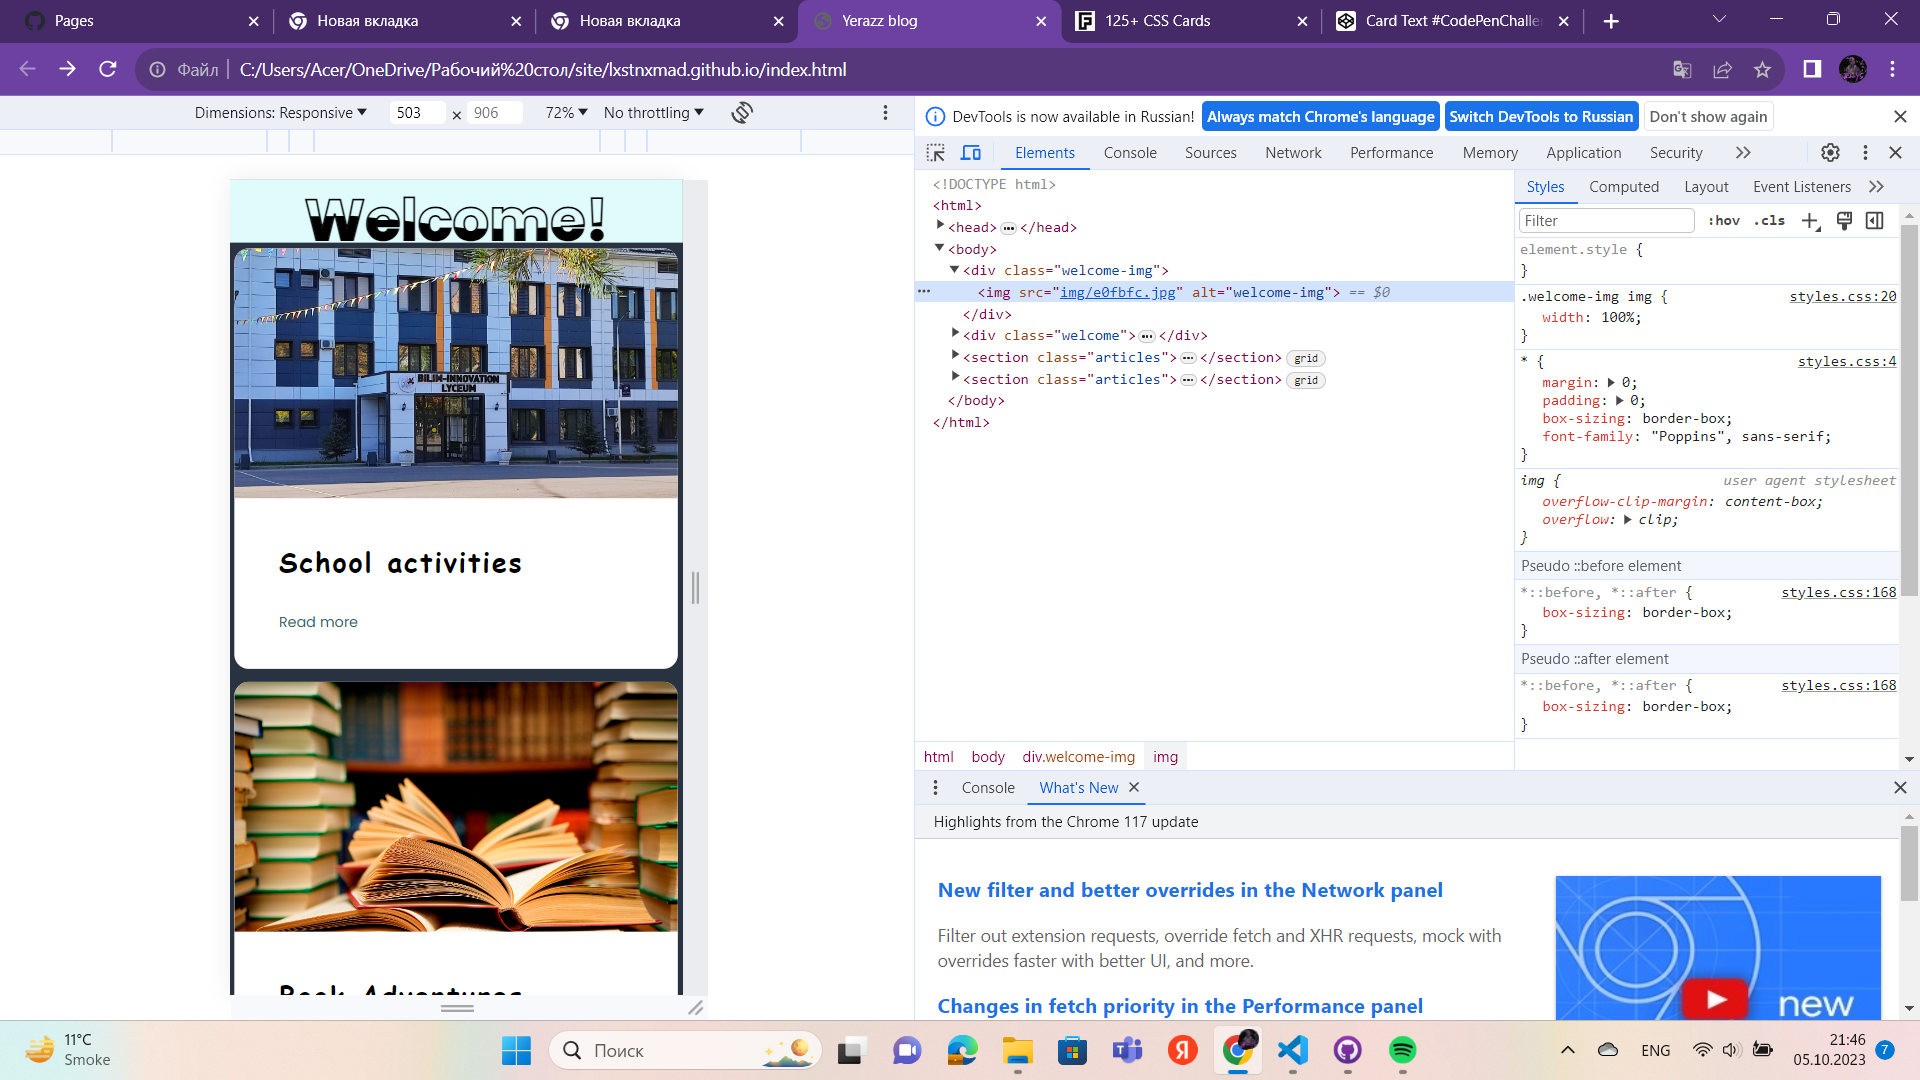 Pages
Новая вкладка
Новая вкладка
Yerazz blog
125+ CSS Cards
Card Text #CodePenChalle
Файл
C:/Users/Acer/OneDrive/Рабочий%20стол/site/lxstnxmad.github.io/index.html
Dimensions: Responsive
503 × 906
72%
No throttling
DevTools is now available in Russian!
Always match Chrome's language
Switch DevTools to Russian
Don't show again
Elements
Console
Sources
Network
Performance
Memory
Application
Security
Welcome!
BILIM-INNOVATION
LYCEUM
School activities
Read more
<!DOCTYPE html>
<html>
<head> ••• </head>
<body>
<div class="welcome-img">
<img src="img/e0fbfc.jpg" alt="welcome-img"> == $0
</div>
<div class="welcome"> ••• </div>
<section class="articles"> ••• </section> grid
<section class="articles"> ••• </section> grid
</body>
</html>
html body div.welcome-img img
Styles
Computed
Layout
Event Listeners
Filter
:hov .cls
element.style {
}
.welcome-img img { styles.css:20
width: 100%;
}
* { styles.css:4
margin: 0;
padding: 0;
box-sizing: border-box;
font-family: "Poppins", sans-serif;
}
img { user agent stylesheet
overflow-clip-margin: content-box;
overflow: clip;
}
Pseudo ::before element
*::before, *::after { styles.css:168
box-sizing: border-box;
}
Pseudo ::after element
*::before, *::after { styles.css:168
box-sizing: border-box;
}
Console
What's New
Highlights from the Chrome 117 update
New filter and better overrides in the Network panel
Filter out extension requests, override fetch and XHR requests, mock with
overrides faster with better UI, and more.
Changes in fetch priority in the Performance panel
new
11°C
Smoke
Поиск
ENG
21:46
05.10.2023
7